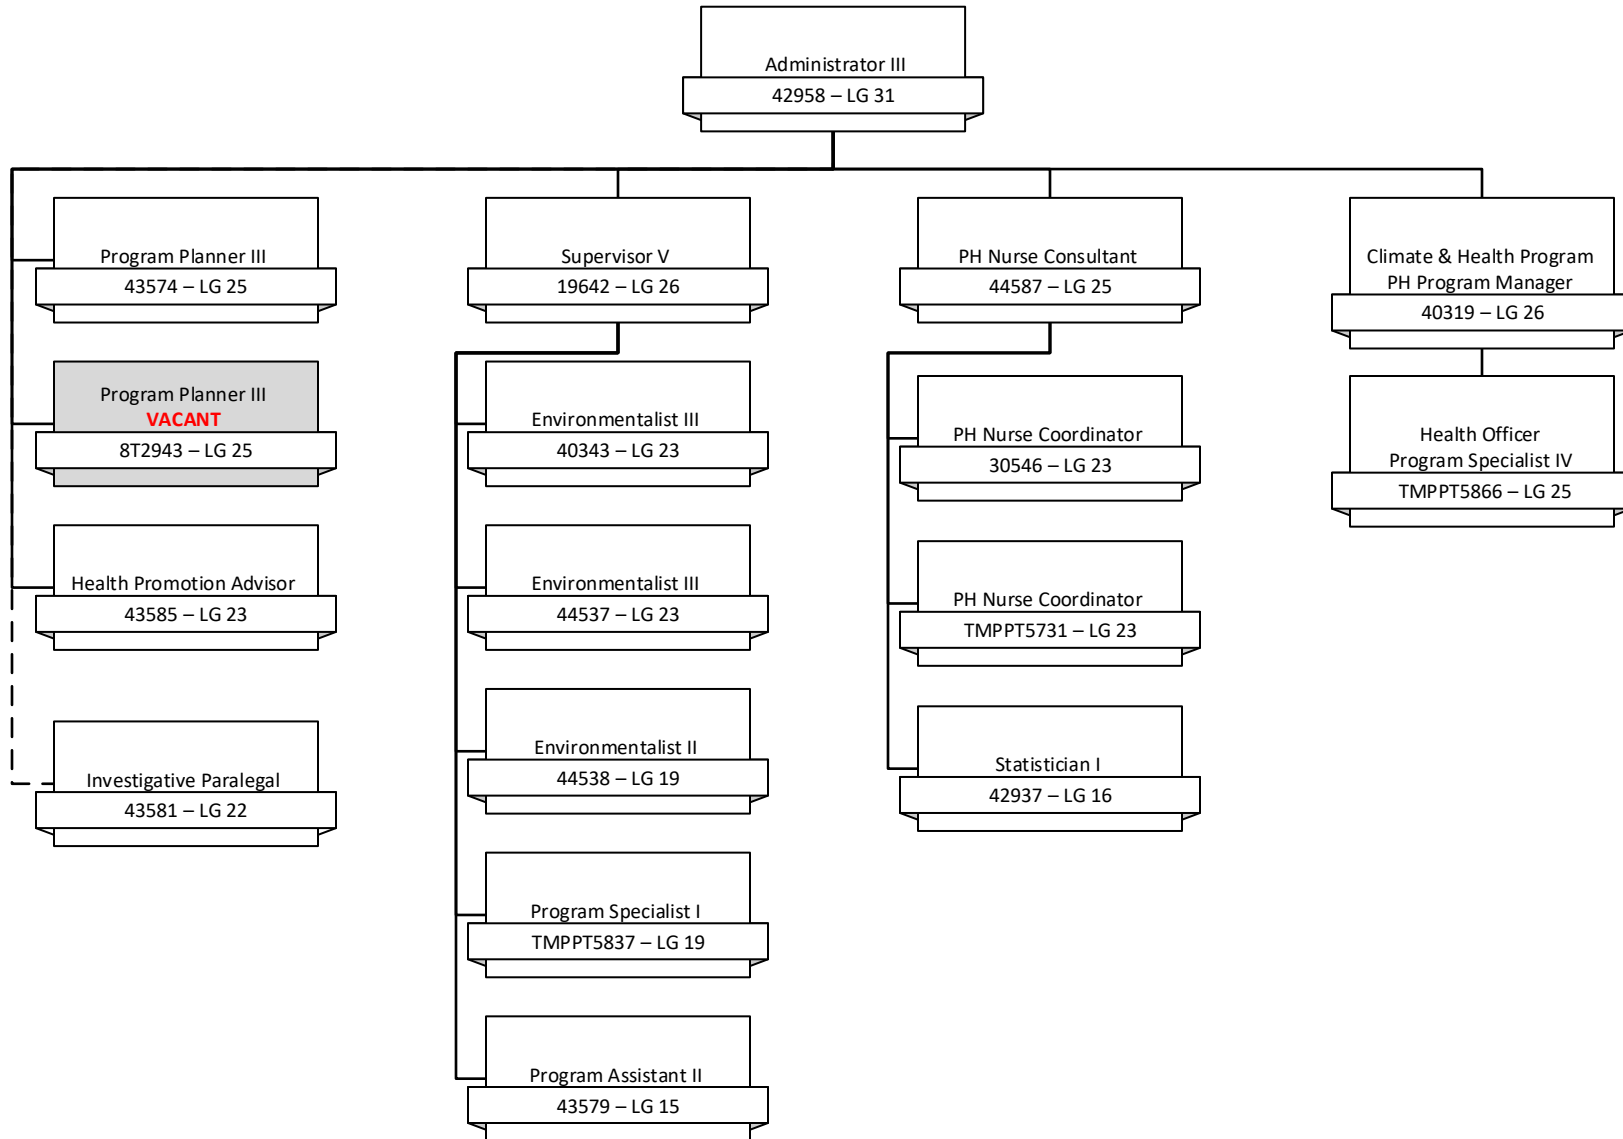 Administrator III
42958 – LG 31
Program Planner III
43574 – LG 25
Program Planner III
VACANT
8T2943 – LG 25
Health Promotion Advisor
43585 – LG 23
Investigative Paralegal
43581 – LG 22
Supervisor V
19642 – LG 26
Environmentalist III
40343 – LG 23
Environmentalist III
44537 – LG 23
Environmentalist II
44538 – LG 19
Program Specialist I
TMPPT5837 – LG 19
Program Assistant II
43579 – LG 15
PH Nurse Consultant
44587 – LG 25
PH Nurse Coordinator
30546 – LG 23
PH Nurse Coordinator
TMPPT5731 – LG 23
Statistician I
42937 – LG 16
Climate & Health Program
PH Program Manager
40319 – LG 26
Health Officer
Program Specialist IV
TMPPT5866 – LG 25